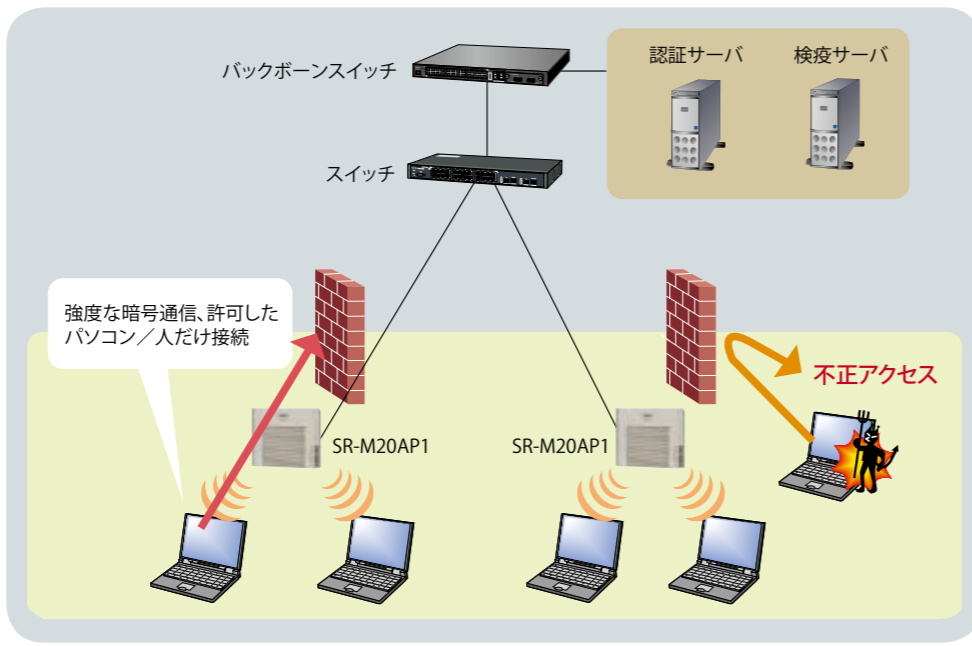 認証サーバ
検疫サーバ
バックボーンスイッチ
スイッチ
強度な暗号通信、許可した
パソコン／人だけ接続
不正アクセス
SR-M20AP1
SR-M20AP1